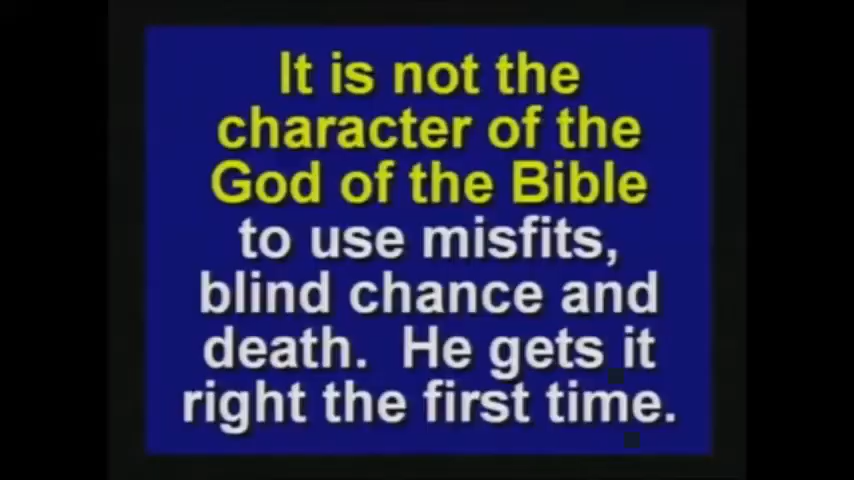 It is not the
character of the
God of the Bible
to use misfits,
blind chance and
death.  He gets it
right the first time.